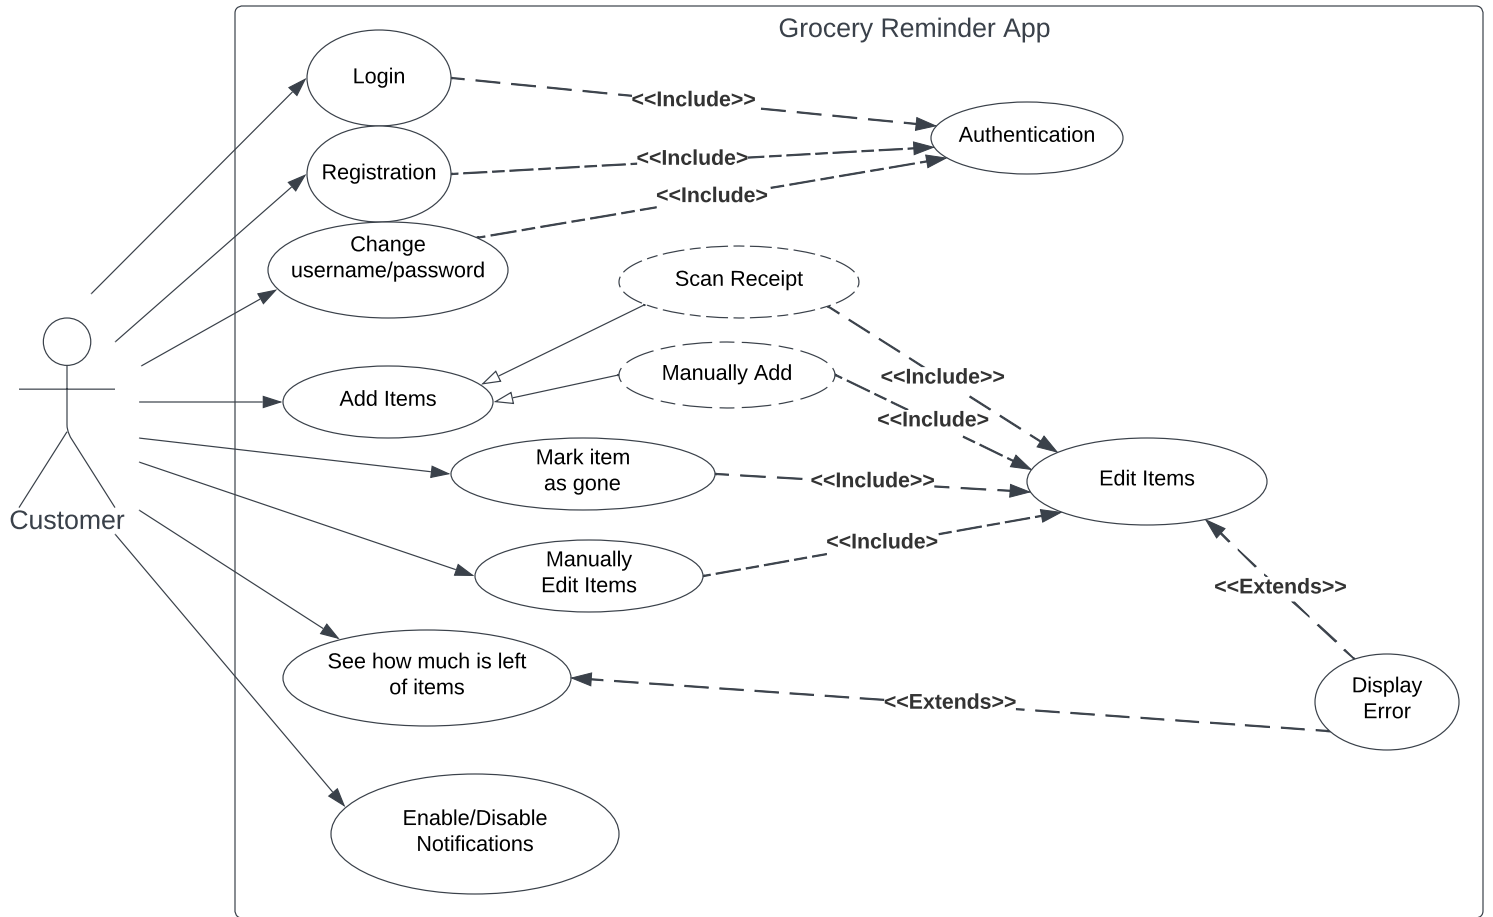 Grocery Reminder App
Login
<<Include>>
Authentication
Registration
<<Include>
<<Include>
Change
username/password
Scan Receipt
Manually Add
<<Include>>
Add Items
<<Include>
Mark item
as gone
<<Include>>
Edit Items
Customer
<<Include>
Manually
Edit Items
<<Extends>>
See how much is left
of items
<<Extends>>
Display
Error
Enable/Disable
Notifications